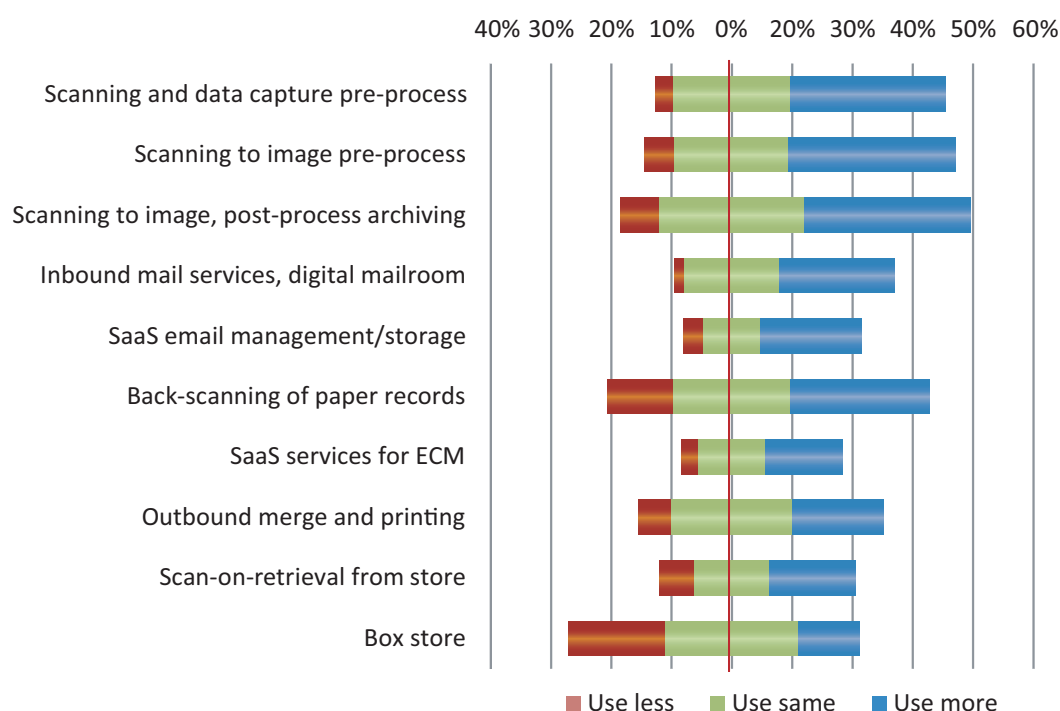 40% 30% 20% 10% 0% 20% 30% 40% 50% 60%
Scanning and data capture pre-process
Scanning to image pre-process
Scanning to image, post-process archiving
Inbound mail services, digital mailroom
SaaS email management/storage
Back-scanning of paper records
SaaS services for ECM
Outbound merge and printing
Scan-on-retrieval from store
Box store
Use less Use same Use more